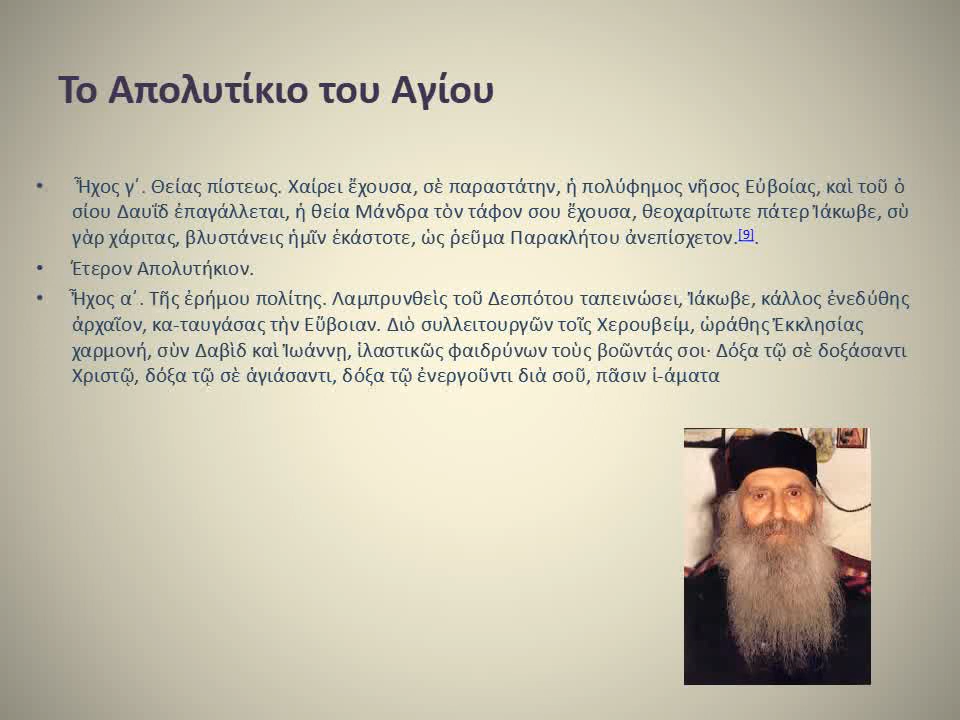 Το Απολυτίκιο του Αγίου
• Ἦχος γ΄. Θείας πίστεως. Χαίρει ἔχουσα, σὲ παραστάτην, ἡ πολύφημος νῆσος Εὐβοίας, καὶ τοῦ ὁ
σίου Δαυῒδ ἐπαγάλλεται, ἡ θεία Μάνδρα τὸν τάφον σου ἔχουσα, θεοχαρίτωτε πάτερ Ἰάκωβε, σὺ
γὰρ χάριτας, βλυστάνεις ἡμῖν ἑκάστοτε, ὡς ῥεῦμα Παρακλήτου ἀνεπίσχετον.[9].
• Έτερον Απολυτήκιον.
• Ἦχος α΄. Τῆς ἐρήμου πολίτης. Λαμπρυνθεὶς τοῦ Δεσπότου ταπεινώσει, Ἰάκωβε, κάλλος ἐνεδύθης
ἀρχαῖον, κα-ταυγάσας τὴν Εὔβοιαν. Διὸ συλλειτουργῶν τοῖς Χερουβείμ, ὡράθης Ἐκκλησίας
χαρμονή, σὺν Δαβὶδ καὶ Ἰωάννῃ, ἱλαστικῶς φαιδρύνων τοὺς βοῶντάς σοι· Δόξα τῷ σὲ δοξάσαντι
Χριστῷ, δόξα τῷ σὲ ἁγιάσαντι, δόξα τῷ ἐνεργοῦντι διὰ σοῦ, πᾶσιν ἰ-άματα